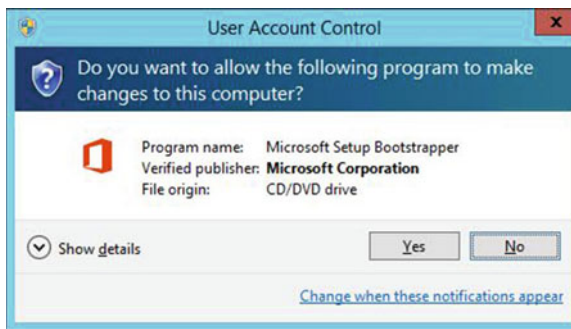 User Account Control
x
Do you want to allow the following program to make
changes to this computer?
Program name: Microsoft Setup Bootstrapper
Verified publisher: Microsoft Corporation
File origin: CD/DVD drive
Show details
Yes
No
Change when these notifications appear